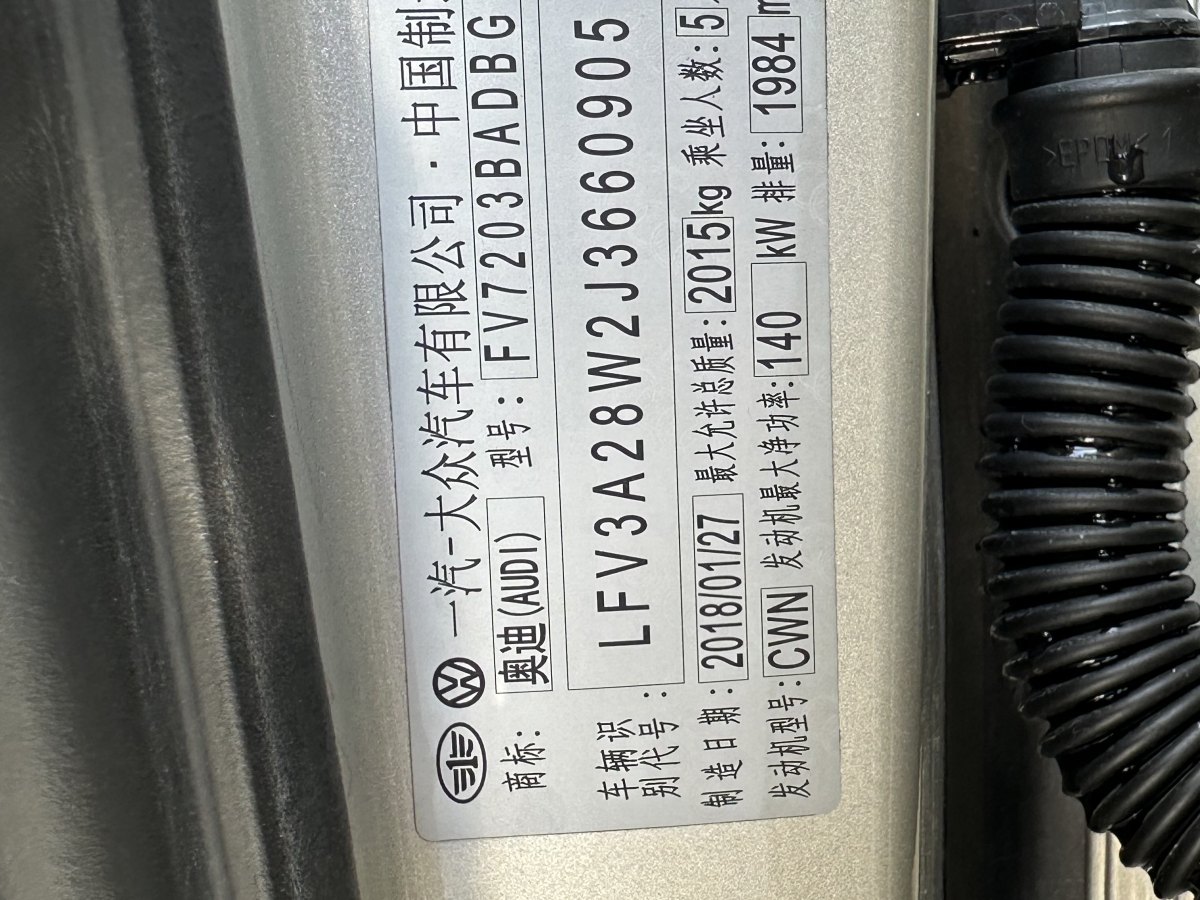 一汽-大众汽车有限公司·中国制
商标: 奥迪(AUDI) 型号: FV7203BADBG
车辆识别代号: LFV3A28W2J3660905
制造日期: 2018/01/27 最大允许总质量: 2015kg 乘坐人数: 5
发动机型号: CWN 发动机最大净功率: 140 kW 排量: 1984 m
>EPDM< 1